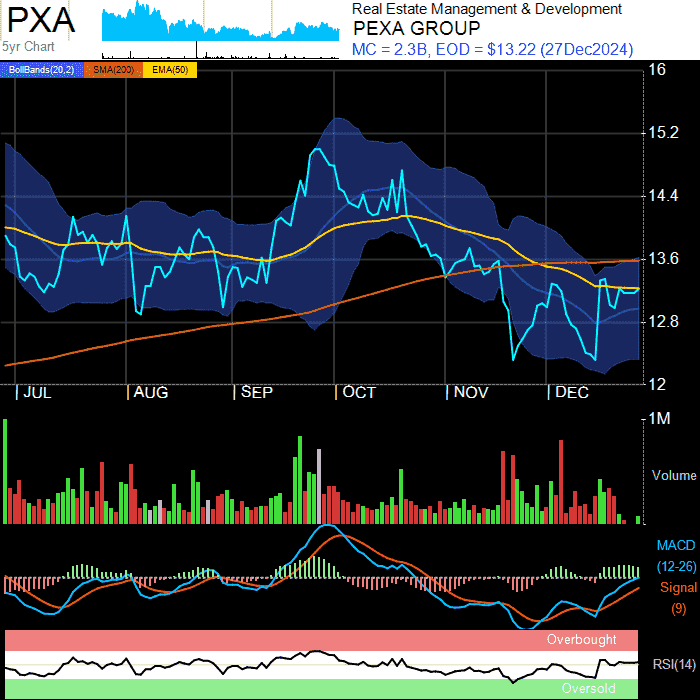 PXA
5yr Chart
Real Estate Management & Development
PEXA GROUP
MC = 2.3B, EOD = $13.22 (27Dec2024)
BollBands(20,2) SMA(200) EMA(50)
16
15.2
14.4
13.6
12.8
12
JUL AUG SEP OCT NOV DEC
1M
Volume
MACD
(12-26)
Signal
(9)
Overbought
RSI(14)
Oversold